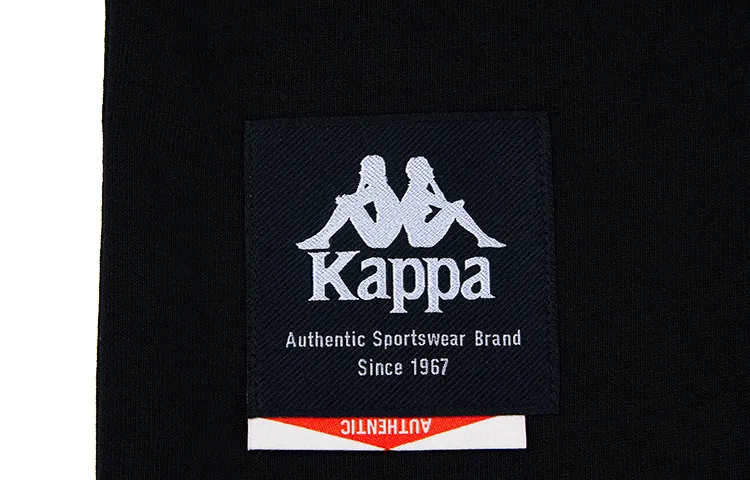 Kappa
Authentic Sportswear Brand
Since 1967
AUTHENTIC